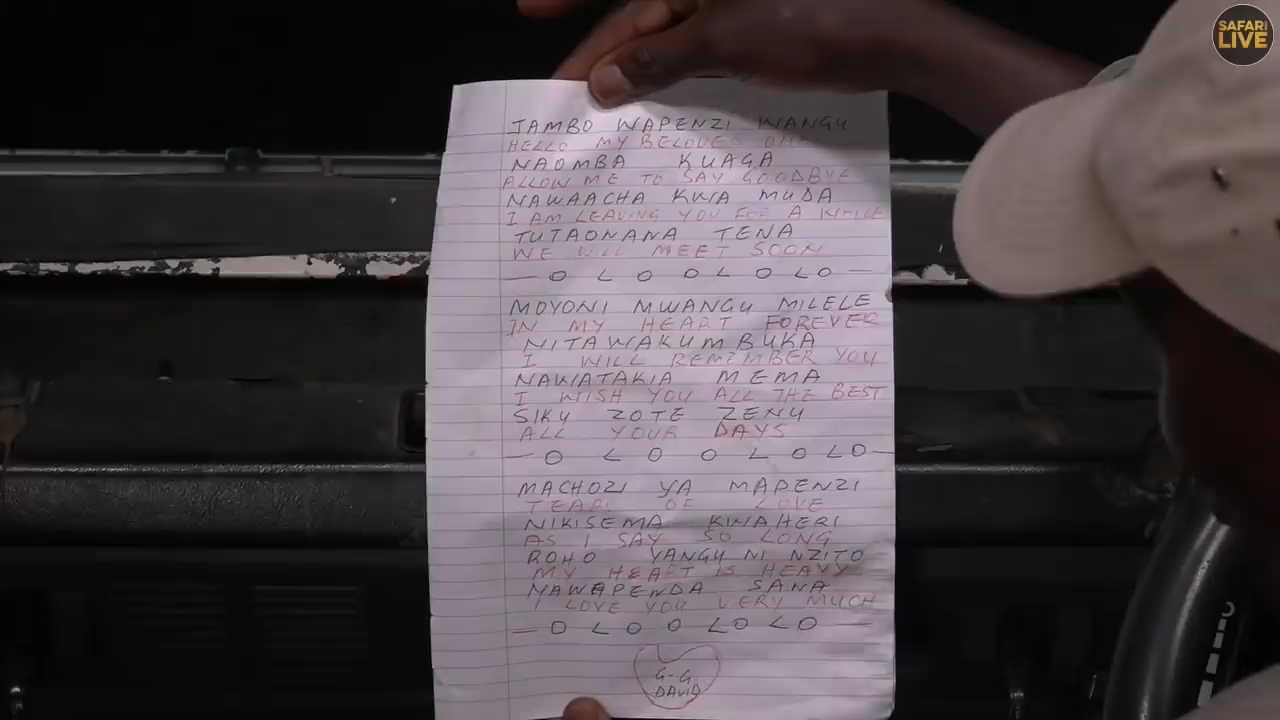 SAFARI
LIVE
JAMBO WAPENZI WANGU
HELLO MY BELOVED ONE
NAOMBA KUAGA
ALLOW ME TO SAY GOODBYE
NAWAACHA KWA MUDA
I AM LEAVING YOU FOR A WHILE
TUTAONANA TENA
WE WILL MEET SOON
— O < O O < O <O —
MOYONI MWANGU MILELE
IN MY HEART FOREVER
NITAWAKUMBUKA
I WILL REMEMBER YOU
NAWATAKIA MEMA
I WISH YOU ALL THE BEST
SIKU ZOTE ZENU
ALL YOUR DAYS
— O < O O < O <O —
MACHOZI YA MAPENZI
TEARS OF LOVE
NIKISEMA KWAHERI
AS I SAY SO LONG
ROHO YANGU NI NZITO
MY HEART IS HEAVY
NAWAPENDA SANA
I LOVE YOU VERY MUCH
— O < O O <O <O —
G-G
DAVID